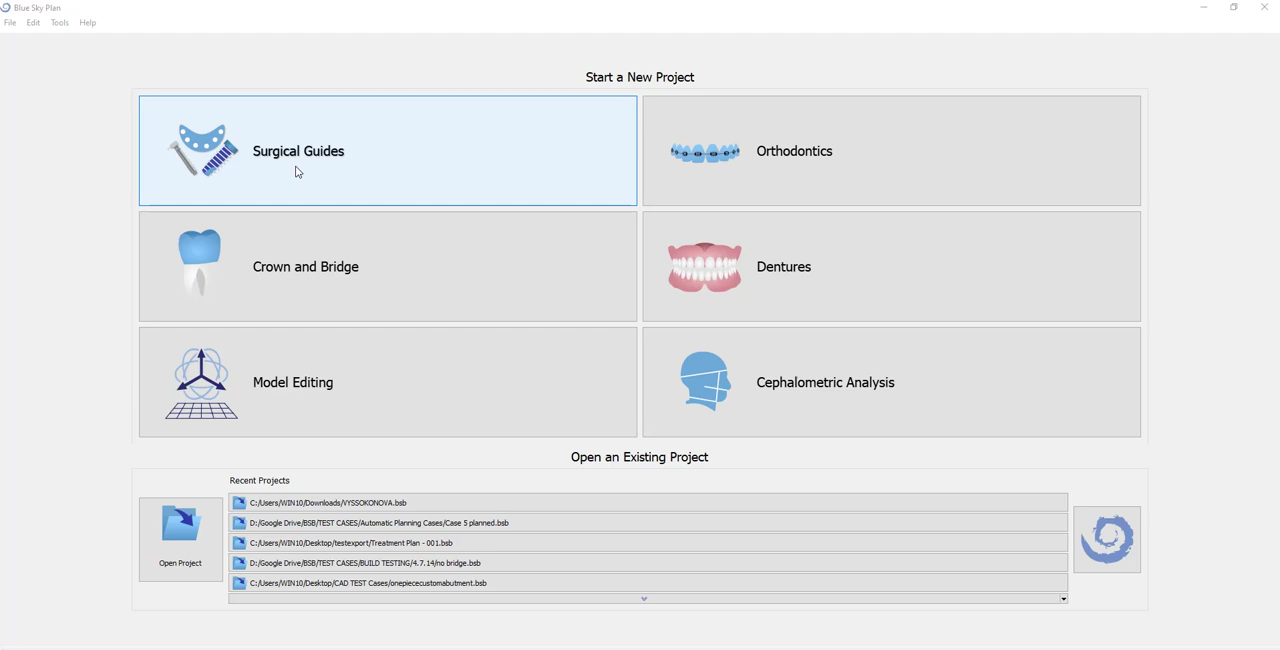 Blue Sky Plan
File Edit Tools Help
Start a New Project
Surgical Guides
Orthodontics
Crown and Bridge
Dentures
Model Editing
Cephalometric Analysis
Open an Existing Project
Recent Projects
Open Project
C:/Users/WIN10/Downloads/VYSSOKONOVA.bsb
D:/Google Drive/BSB/TEST CASES/Automatic Planning Cases/Case 5 planned.bsb
C:/Users/WIN10/Desktop/testexport/Treatment Plan - 001.bsb
D:/Google Drive/BSB/TEST CASES/BUILD TESTING/4.7.14/no bridge.bsb
C:/Users/WIN10/Desktop/CAD TEST Cases/onepiececustomabutment.bsb